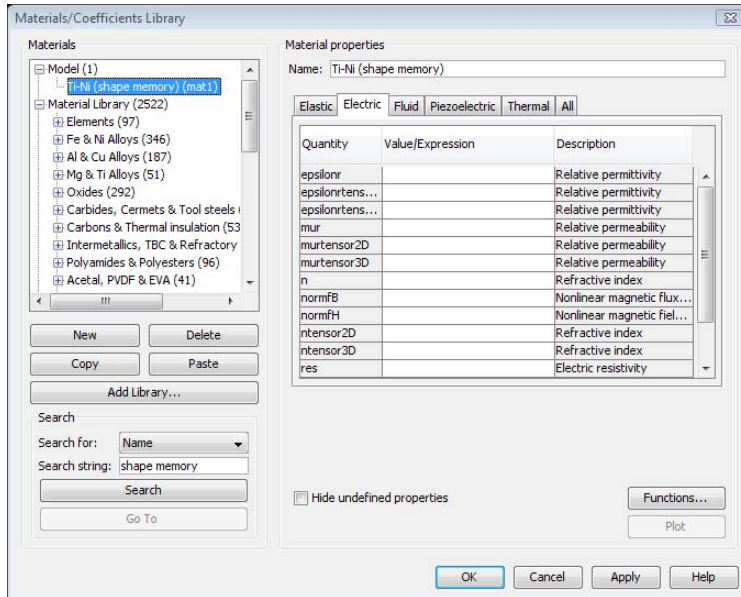 Materials/Coefficients Library
Materials
Model (1)
Ti-Ni (shape memory) (mat1)
Material Library (2522)
Elements (97)
Fe & Ni Alloys (346)
Al & Cu Alloys (187)
Mg & Ti Alloys (51)
Oxides (292)
Carbides, Cermets & Tool steels (
Carbons & Thermal insulation (53
Intermetallics, TBC & Refractory
Polyamides & Polyesters (96)
Acetal, PVDF & EVA (41)
New Delete
Copy Paste
Add Library...
Search
Search for: Name
Search string: shape memory
Search
Go To
Material properties
Name: Ti-Ni (shape memory)
Elastic Electric Fluid Piezoelectric Thermal All
Quantity Value/Expression Description
epsilonr Relative permittivity
epsilonrtens... Relative permittivity
epsilonrtens... Relative permittivity
mur Relative permeability
murtensor2D Relative permeability
murtensor3D Relative permeability
n Refractive index
normfB Nonlinear magnetic flux...
normfH Nonlinear magnetic fiel...
ntensor2D Refractive index
ntensor3D Refractive index
res Electric resistivity
Hide undefined properties
Functions...
Plot
OK Cancel Apply Help